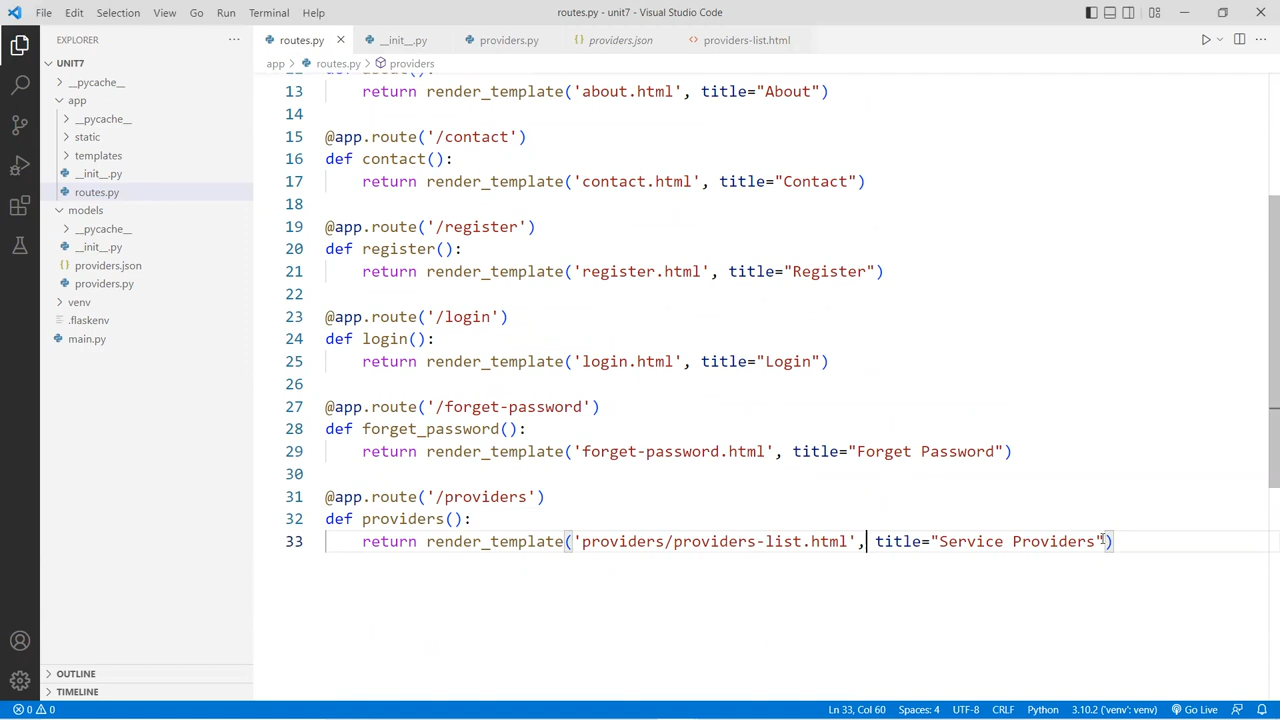 File Edit Selection View Go Run Terminal Help
routes.py - unit7 - Visual Studio Code
EXPLORER
routes.py
__init__.py
providers.py
providers.json
providers-list.html
UNIT7
app > routes.py > providers
__pycache__
app
__pycache__
static
templates
__init__.py
routes.py
models
__pycache__
__init__.py
providers.json
providers.py
venv
.flaskenv
main.py
OUTLINE
TIMELINE
13 return render_template('about.html', title="About")
14
15 @app.route('/contact')
16 def contact():
17 return render_template('contact.html', title="Contact")
18
19 @app.route('/register')
20 def register():
21 return render_template('register.html', title="Register")
22
23 @app.route('/login')
24 def login():
25 return render_template('login.html', title="Login")
26
27 @app.route('/forget-password')
28 def forget_password():
29 return render_template('forget-password.html', title="Forget Password")
30
31 @app.route('/providers')
32 def providers():
33 return render_template('providers/providers-list.html', title="Service Providers")
0 0
Ln 33, Col 60 Spaces: 4 UTF-8 CRLF Python 3.10.2 ('venv': venv) Go Live